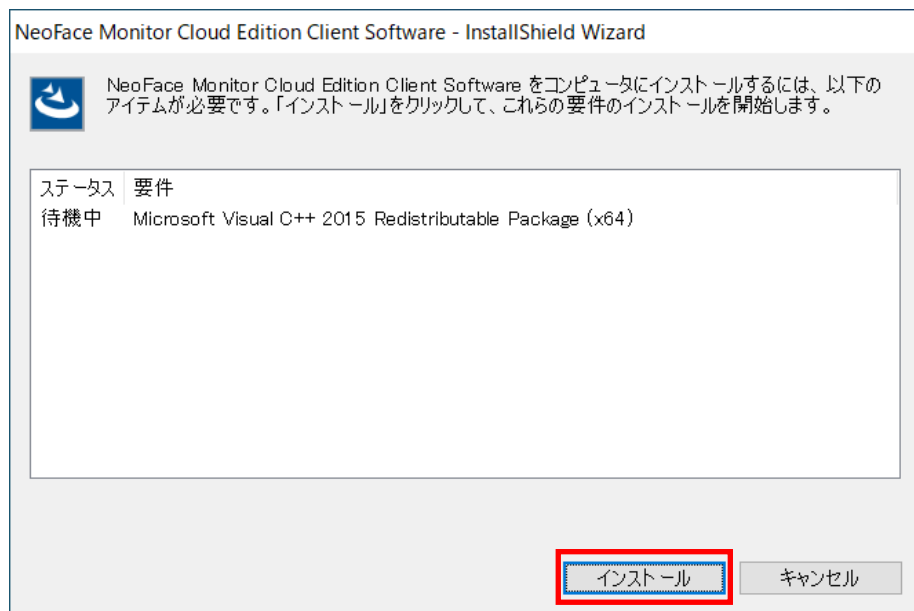 NeoFace Monitor Cloud Edition Client Software - InstallShield Wizard
NeoFace Monitor Cloud Edition Client Software をコンピュータにインストールするには、以下の
アイテムが必要です。「インストール」をクリックして、これらの要件のインストールを開始します。
ステータス 要件
待機中 Microsoft Visual C++ 2015 Redistributable Package (x64)
インストール キャンセル